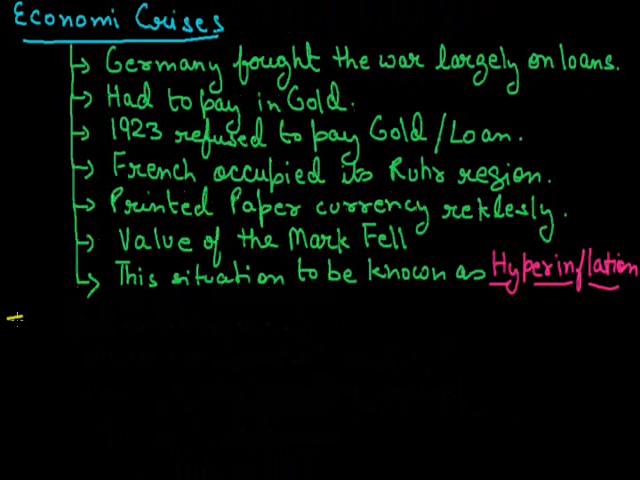 Economi Crises
→ Germany fought the war largely on loans.
→ Had to pay in Gold.
→ 1923 refused to pay Gold/Loan.
→ French occupied its Ruhr region.
→ Printed Paper currency reklesly.
→ Value of the Mark Fell
→ This situation to be known as Hyperinflation